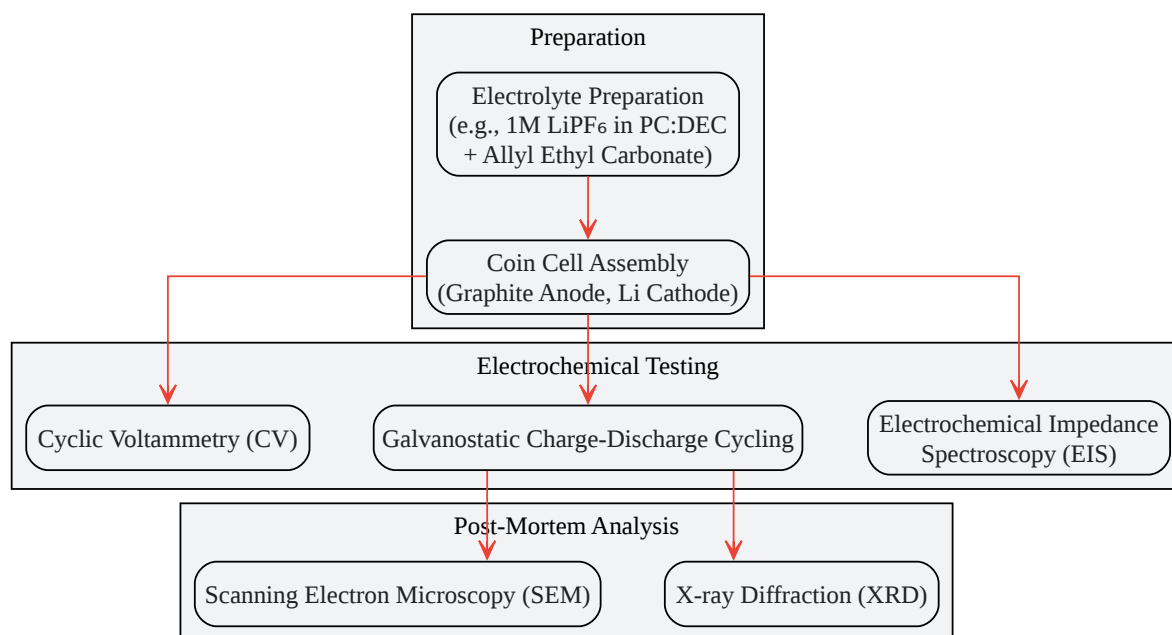 Preparation
Electrolyte Preparation
(e.g., 1M LiPF₆ in PC:DEC
+ Allyl Ethyl Carbonate)
Coin Cell Assembly
(Graphite Anode, Li Cathode)
Electrochemical Testing
Cyclic Voltammetry (CV)
Galvanostatic Charge-Discharge Cycling
Electrochemical Impedance
Spectroscopy (EIS)
Post-Mortem Analysis
Scanning Electron Microscopy (SEM)
X-ray Diffraction (XRD)